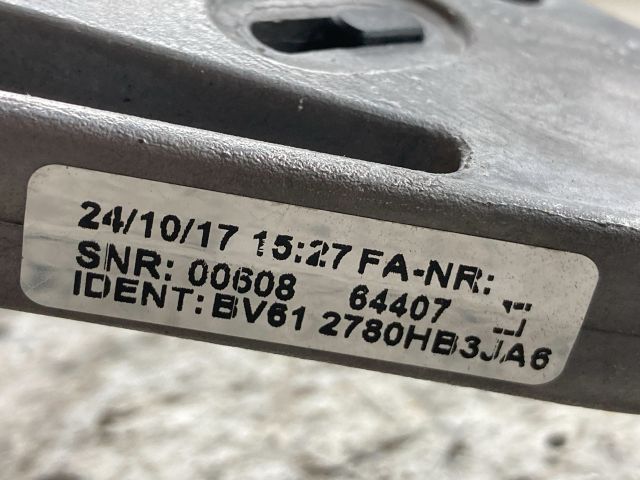 24/10/17 15:27 FA-NR:
SNR: 00608 64407
IDENT: BV61 2780HB3JA6